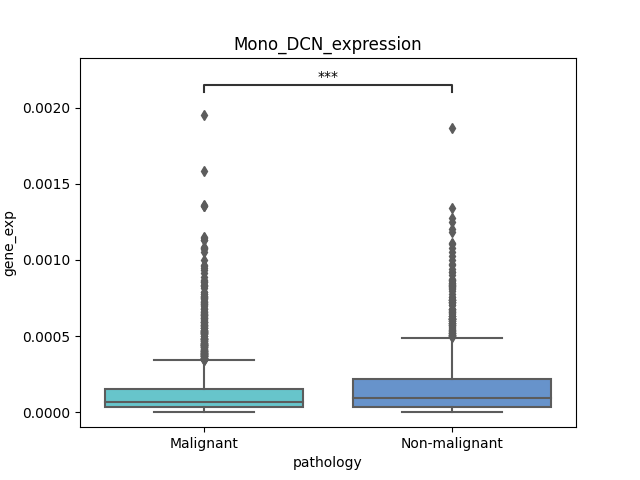 Mono_DCN_expression
***
0.0020
0.0015
0.0010
0.0005
0.0000
gene_exp
Malignant
Non-malignant
pathology